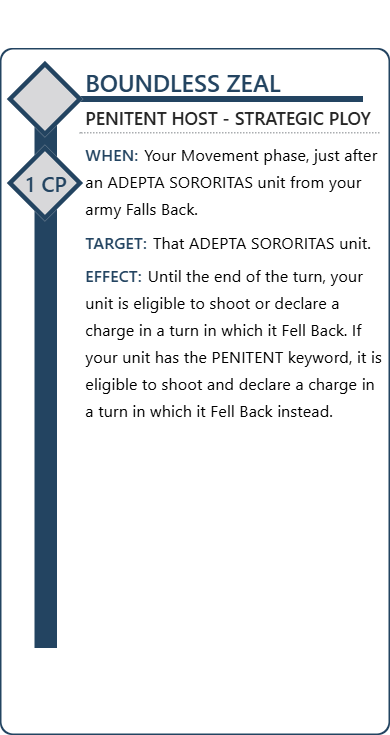 BOUNDLESS ZEAL
PENITENT HOST - STRATEGIC PLOY
1 CP
WHEN: Your Movement phase, just after
an ADEPTA SORORITAS unit from your
army Falls Back.
TARGET: That ADEPTA SORORITAS unit.
EFFECT: Until the end of the turn, your
unit is eligible to shoot or declare a
charge in a turn in which it Fell Back. If
your unit has the PENITENT keyword, it is
eligible to shoot and declare a charge in
a turn in which it Fell Back instead.